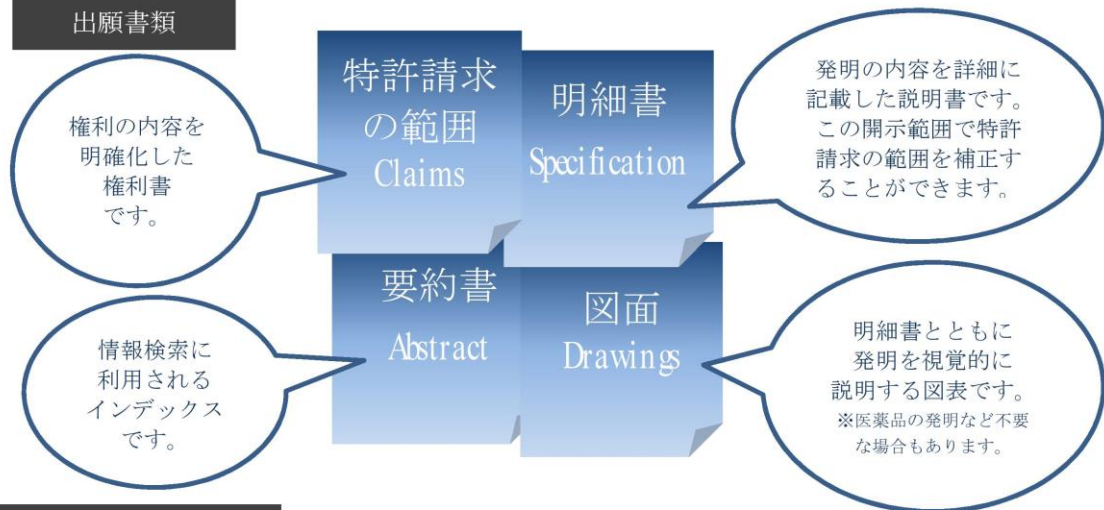 出願書類
権利の内容を
明確化した
権利書
です。
特許請求
の範囲
Claims
明細書
Specification
発明の内容を詳細に
記載した説明書です。
この開示範囲で特許
請求の範囲を補正す
ることができます。
情報検索に
利用される
インデックス
です。
要約書
Abstract
図面
Drawings
明細書とともに
発明を視覚的に
説明する図表です。
※医薬品の発明など不要
な場合もあります。